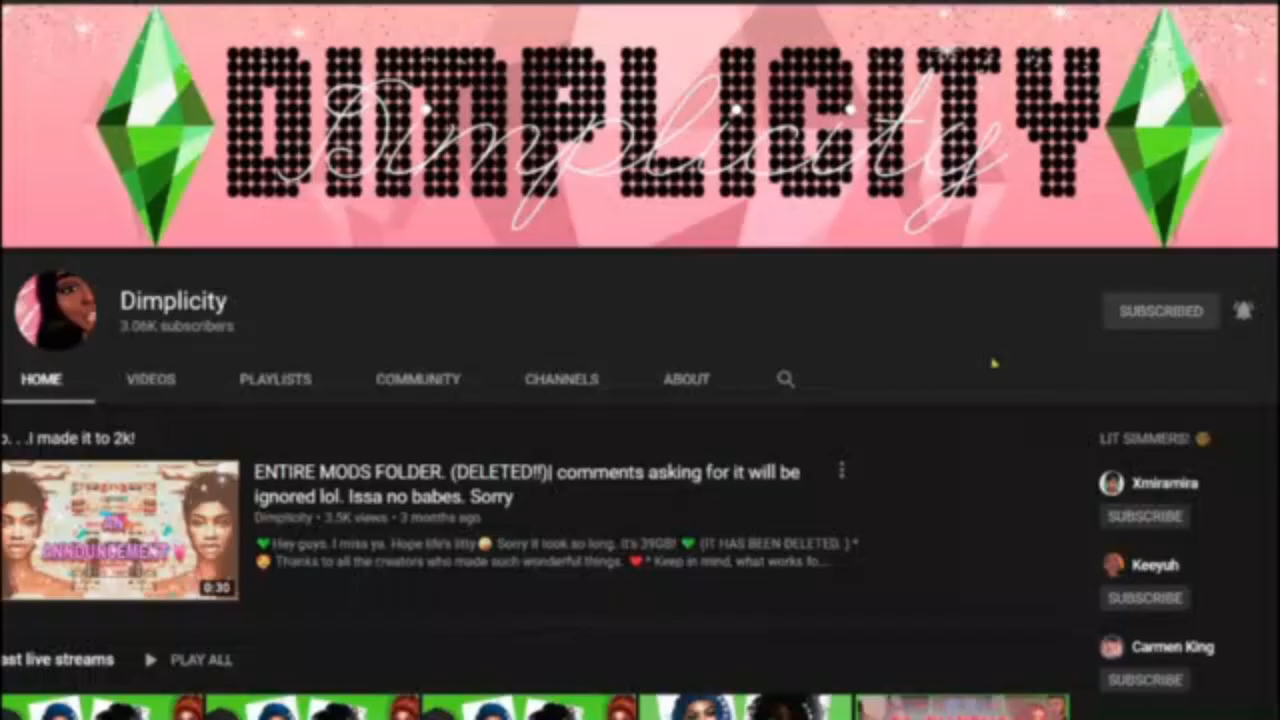 DIMPLICITY
Dimplicity
Dimplicity
3.06K subscribers
SUBSCRIBED
HOME VIDEOS PLAYLISTS COMMUNITY CHANNELS ABOUT
. . .I made it to 2k!
LIT SIMMERS!
AN
ANNOUNCEMENT
0:30
ENTIRE MODS FOLDER. (DELETED!!)| comments asking for it will be
ignored lol. Issa no babes. Sorry
Dimplicity • 3.5K views • 3 months ago
Hey guys. I miss ya. Hope life's litty Sorry it took so long. It's 39GB! (IT HAS BEEN DELETED. ) *
Thanks to all the creators who made such wonderful things. * Keep in mind, what works fo...
Xmiramira
SUBSCRIBE
Keeyuh
SUBSCRIBE
Carmen King
SUBSCRIBE
ast live streams PLAY ALL